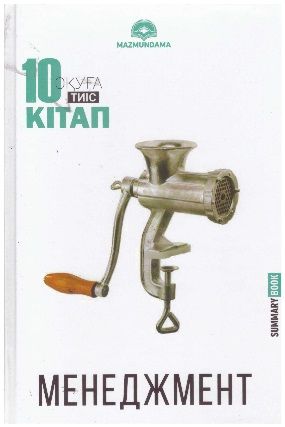 MAZMUNDAMA
10 ОҚУҒА
ТИІС
КІТАП
SUMMARY BOOK
МЕНЕДЖМЕНТ